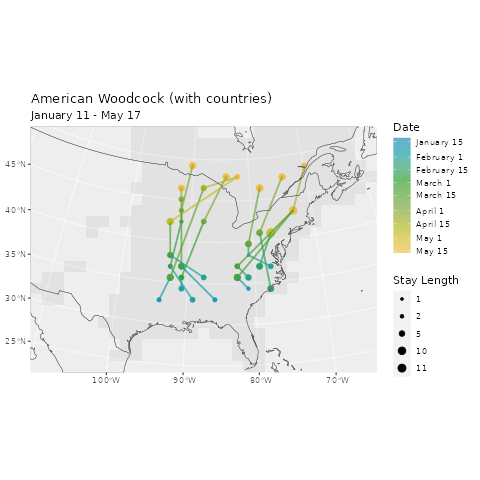 American Woodcock (with countries)
January 11 - May 17
45°N
40°N
35°N
30°N
25°N
100°W
90°W
80°W
70°W
Date
January 15
February 1
February 15
March 1
March 15
April 1
April 15
May 1
May 15
Stay Length
1
2
5
10
11